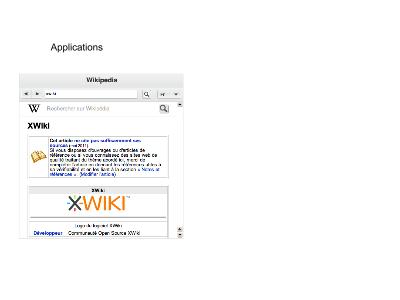 Applications
Wikipedia
xwiki
W Rechercher sur Wikipédia
XWiki
Cet article ne cite pas suffisamment ses
sources (mai 2011).
Si vous disposez d'ouvrages ou d'articles de
référence ou si vous connaissez des sites web de
qualité traitant du thème abordé ici, merci de
compléter l'article en donnant les références utiles à
sa vérifiabilité et en les liant à la section « Notes et
références ». (Modifier l'article)
XWiki
XWIKI
Logo du logiciel XWiki
Développeur Communauté Open Source XWiki